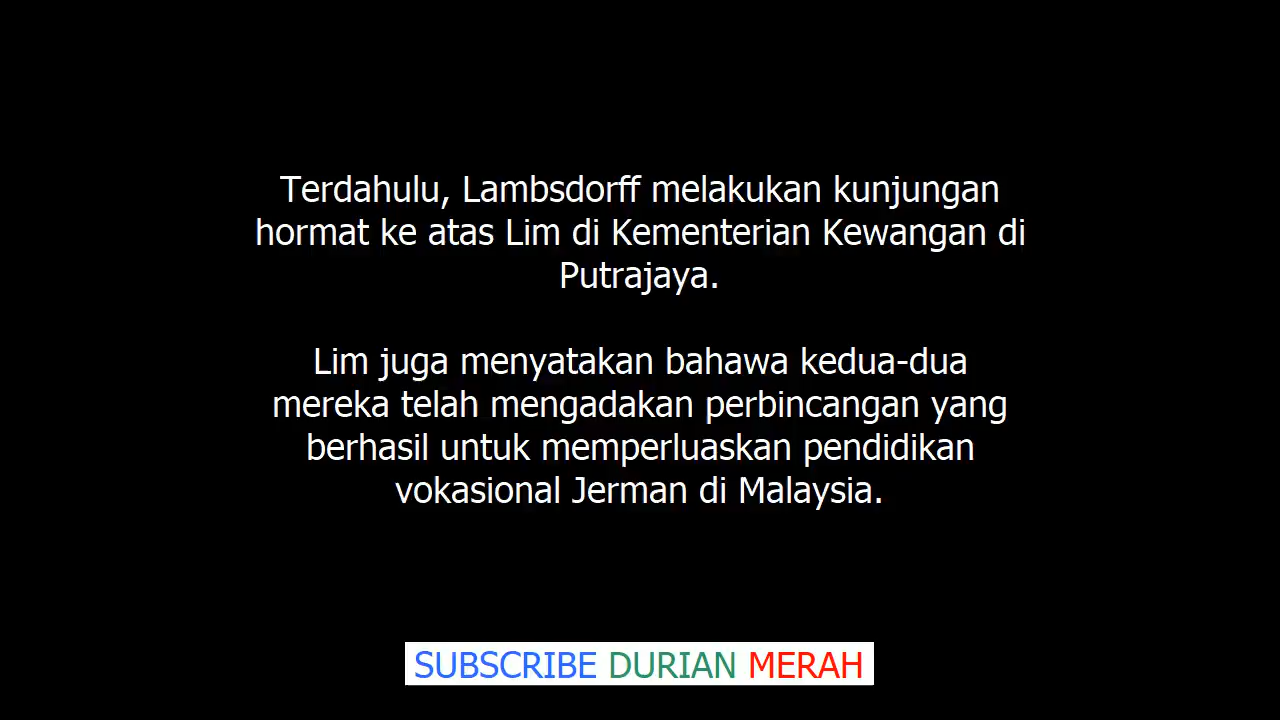 Terdahulu, Lambsdorff melakukan kunjungan
hormat ke atas Lim di Kementerian Kewangan di
Putrajaya.
Lim juga menyatakan bahawa kedua-dua
mereka telah mengadakan perbincangan yang
berhasil untuk memperluaskan pendidikan
vokasional Jerman di Malaysia.
SUBSCRIBE DURIAN MERAH